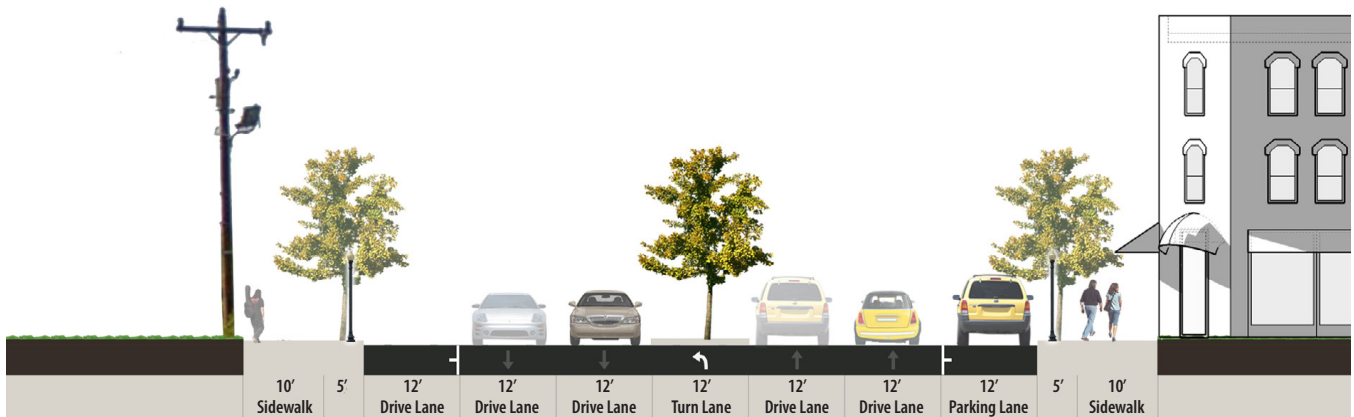 10’ 5’ 12’ 12’ 12’ 12’ 12’ 12’ 12’ 5’ 10’
Sidewalk Drive Lane Drive Lane Drive Lane Turn Lane Drive Lane Drive Lane Parking Lane Sidewalk